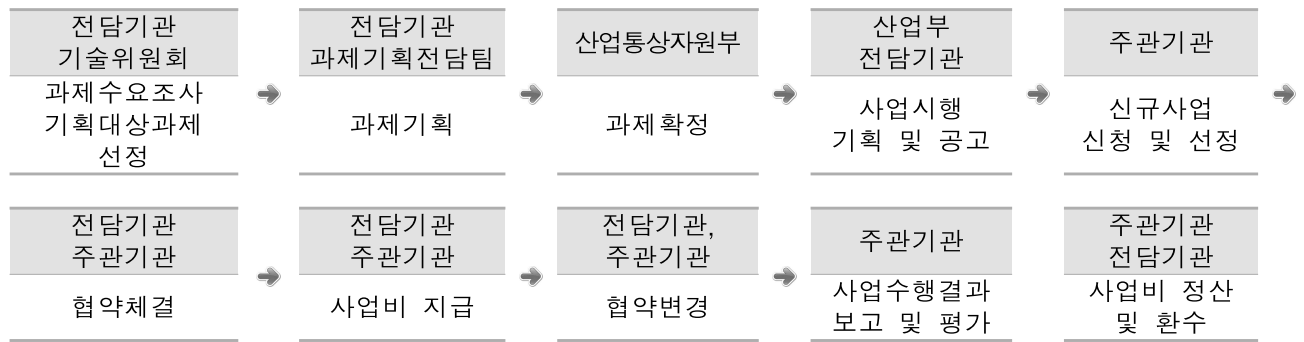 전담기관
기술위원회
과제수요조사
기획대상과제
선정
전담기관
과제기획전담팀
과제기획
산업통상자원부
과제확정
산업부
전담기관
사업시행
기획 및 공고
주관기관
신규사업
신청 및 선정
전담기관
주관기관
협약체결
전담기관
주관기관
사업비 지급
전담기관,
주관기관
협약변경
주관기관
사업수행결과
보고 및 평가
주관기관
전담기관
사업비 정산
및 환수